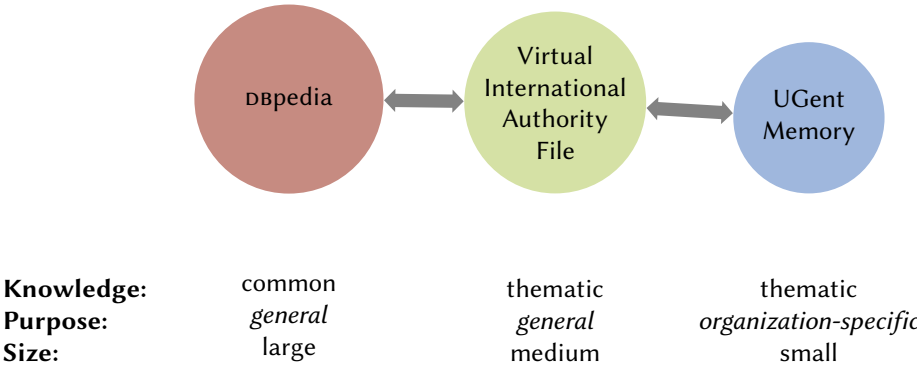 DBpedia
Virtual
International
Authority
File
UGent
Memory
Knowledge: common thematic thematic
Purpose: general general organization-specific
Size: large medium small